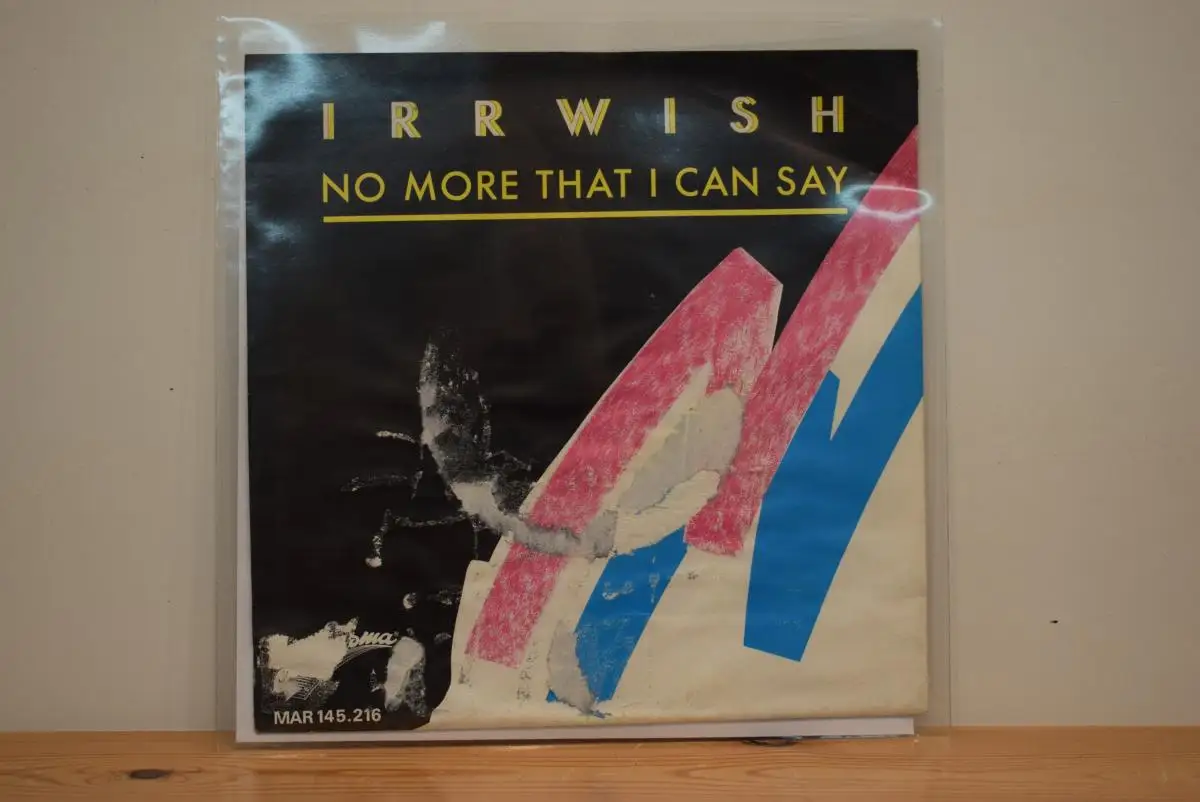 IRRWISH
NO MORE THAT I CAN SAY
MAR 145.216